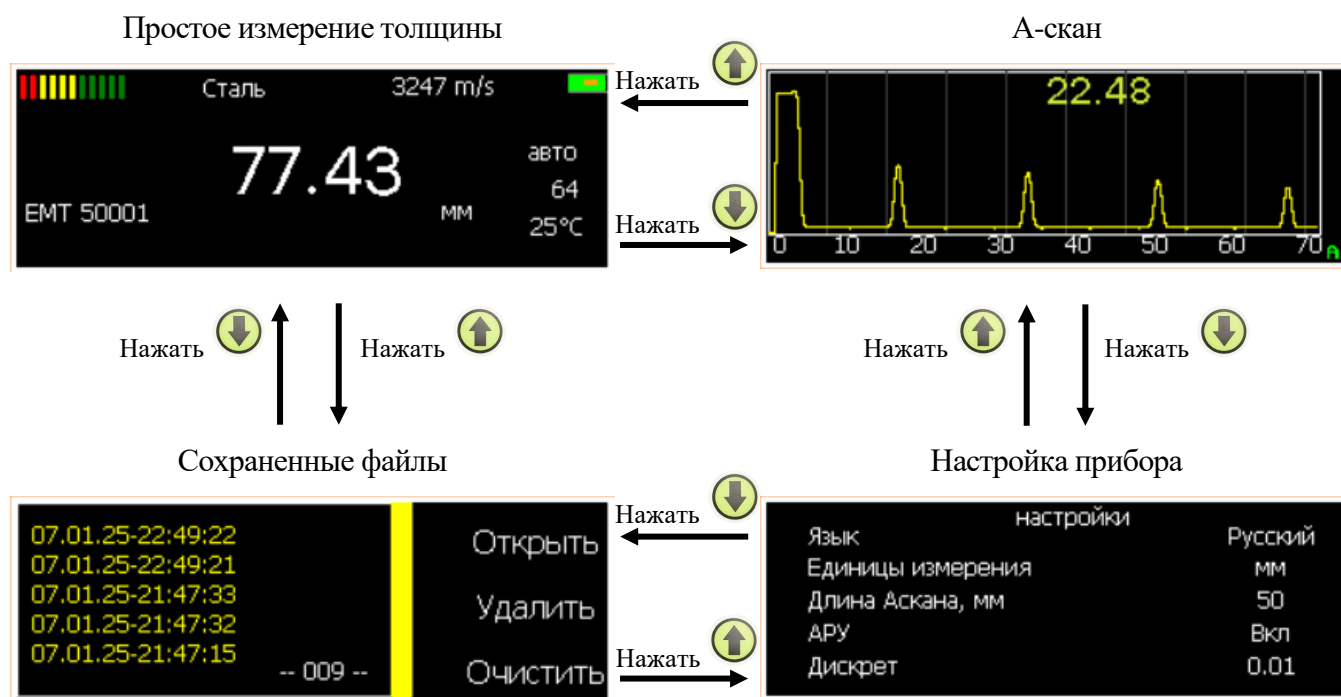 Простое измерение толщины
А-скан
Сталь 3247 m/s
77.43
авто
64
EMT 50001
мм
25°C
Нажать
Нажать
22.48
0 10 20 30 40 50 60 70 A
Нажать
Нажать
Нажать
Нажать
Сохраненные файлы
Настройка прибора
07.01.25-22:49:22
07.01.25-22:49:21
07.01.25-21:47:33
07.01.25-21:47:32
07.01.25-21:47:15
-- 009 --
Открыть
Удалить
Очистить
Нажать
Нажать
настройки
Язык Русский
Единицы измерения мм
Длина Аскана, мм 50
АРУ Вкл
Дискрет 0.01